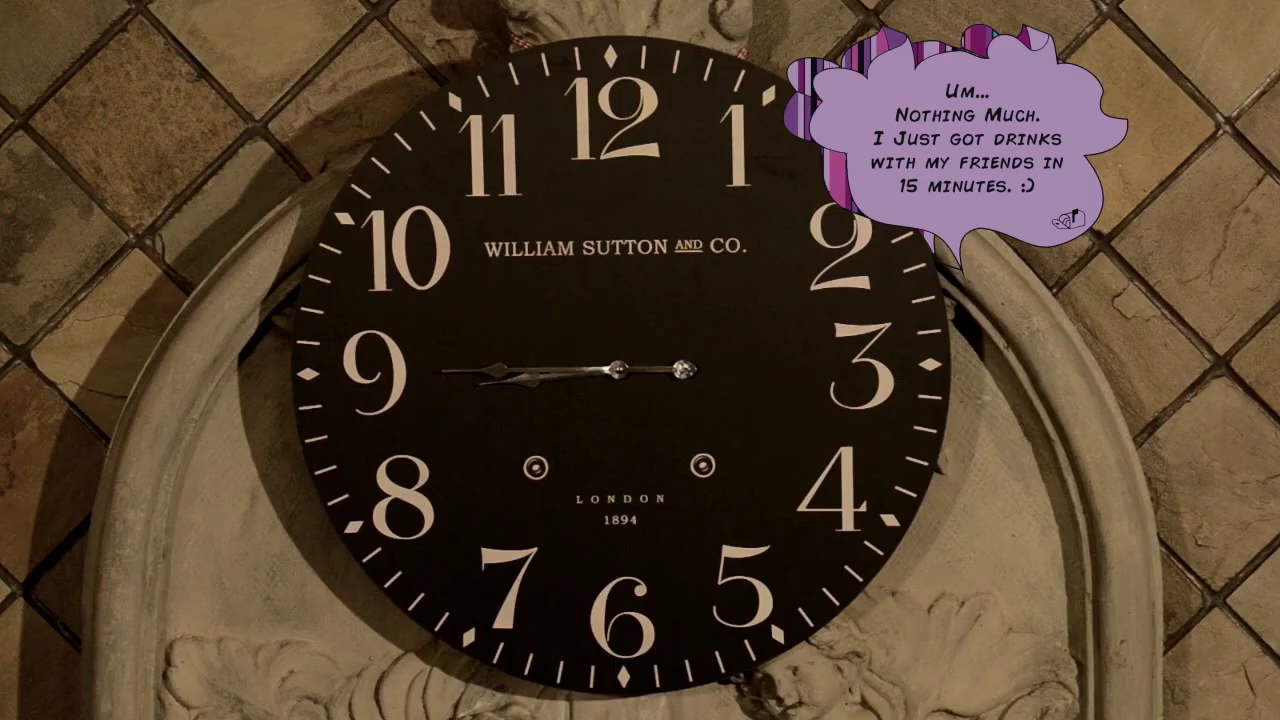 Um...
Nothing Much.
I Just got drinks
with my friends in
15 minutes. :)
12
11
1
10
2
WILLIAM SUTTON AND CO.
9
3
8
4
LONDON
1894
7
5
6